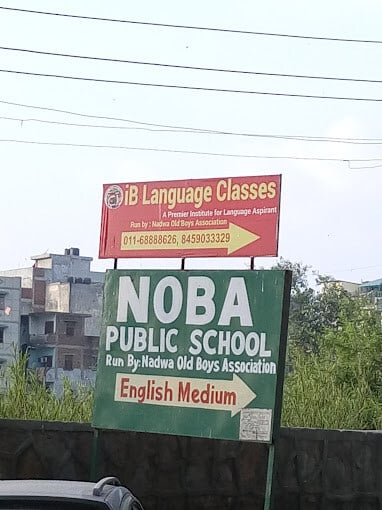 iB Language Classes
A Premier Institute for Language Aspirant
Run by : Nadwa Old Boys Association
011-68888626, 8459033329
NOBA
PUBLIC SCHOOL
Run By: Nadwa Old Boys Association
English Medium